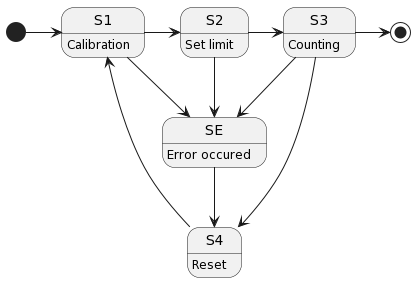 S1
Calibration
S2
Set limit
S3
Counting
SE
Error occured
S4
Reset